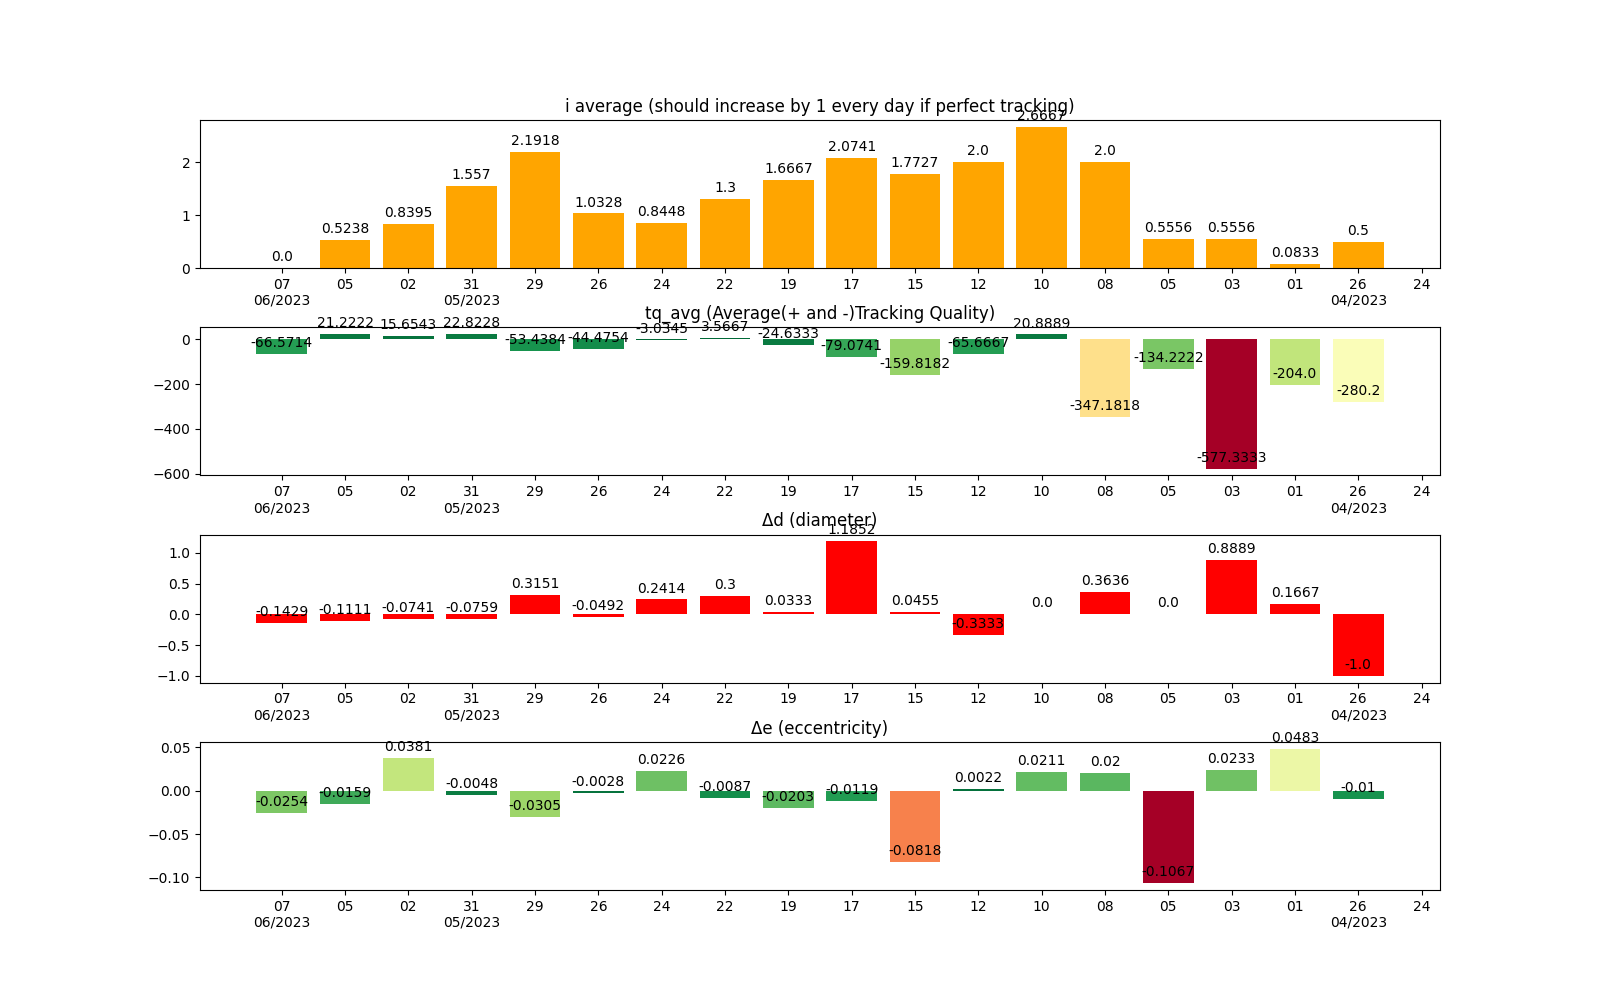 i average (should increase by 1 every day if perfect tracking)
0.0 0.5238 0.8395 1.557 2.1918 1.0328 0.8448 1.3 1.6667 2.0741 1.7727 2.0 2.6667 2.0 0.5556 0.5556 0.0833 0.5
2
1
0
07 05 02 31 29 26 24 22 19 17 15 12 10 08 05 03 01 26 24
06/2023 05/2023 04/2023
tq_avg (Average(+ and -)Tracking Quality)
-66.5714 21.2222 15.6543 22.8228 -53.4384 -44.4754 -3.0345 3.5667 -24.6333 -79.0741 -159.8182 -65.6667 20.8889 -347.1818 -134.2222 -577.3333 -204.0 -280.2
0
−200
−400
−600
07 05 02 31 29 26 24 22 19 17 15 12 10 08 05 03 01 26 24
06/2023 05/2023 04/2023
Δd (diameter)
-0.1429 -0.1111 -0.0741 -0.0759 0.3151 -0.0492 0.2414 0.3 0.0333 1.1852 0.0455 -0.3333 0.0 0.3636 0.0 0.8889 0.1667 -1.0
1.0
0.5
0.0
−0.5
−1.0
07 05 02 31 29 26 24 22 19 17 15 12 10 08 05 03 01 26 24
06/2023 05/2023 04/2023
Δe (eccentricity)
-0.0254 -0.0159 0.0381 -0.0048 -0.0305 -0.0028 0.0226 -0.0087 -0.0203 -0.0119 -0.0818 0.0022 0.0211 0.02 -0.1067 0.0233 0.0483 -0.01
0.05
0.00
−0.05
−0.10
07 05 02 31 29 26 24 22 19 17 15 12 10 08 05 03 01 26 24
06/2023 05/2023 04/2023